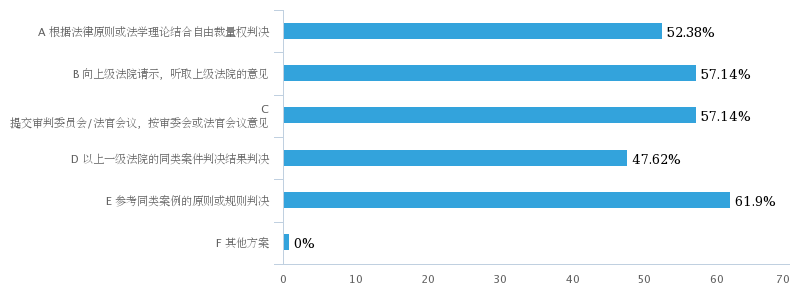 A 根据法律原则或法学理论结合自由裁量权判决
52.38%
B 向上级法院请示，听取上级法院的意见
57.14%
C
提交审判委员会/法官会议，按审委会或法官会议意见
57.14%
D 以上一级法院的同类案件判决结果判决
47.62%
E 参考同类案例的原则或规则判决
61.9%
F 其他方案
0%
0 10 20 30 40 50 60 70